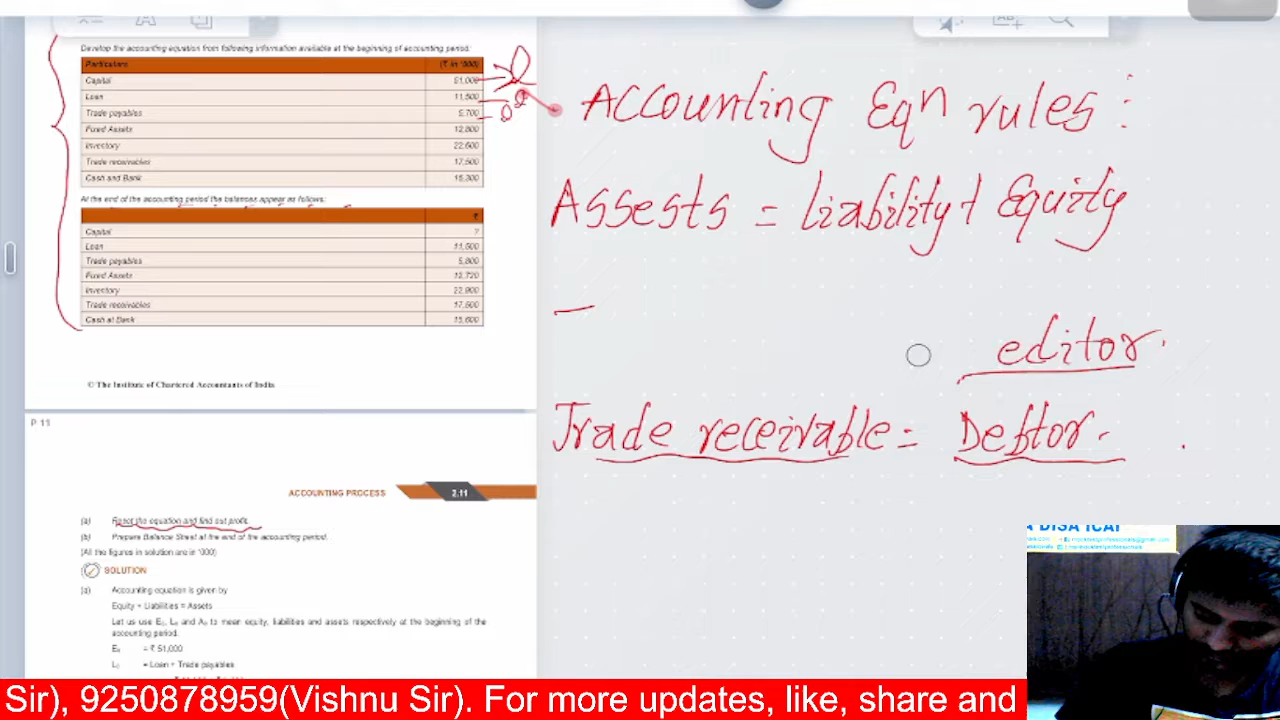 Develop the accounting equation from following information available at the beginning of accounting period:
Particulars (₹ in '000)
Capital 51,000
Loan 11,500
Trade payables 5,700
Fixed Assets 12,800
Inventory 22,600
Trade receivables 17,500
Cash and Bank 15,300
At the end of the accounting period the balances appear as follows:
₹
Capital ?
Loan 11,500
Trade payables 5,800
Fixed Assets 12,720
Inventory 22,900
Trade receivables 17,500
Cash at Bank 15,600
© The Institute of Chartered Accountants of India
P 11
ACCOUNTING PROCESS 2.11
(a) Reset the equation and find out profit.
(b) Prepare Balance Sheet at the end of the accounting period.
(All the figures in solution are in '000)
SOLUTION
(a) Accounting equation is given by
Equity + Liabilities = Assets
Let us use E₀, L₀ and A₀ to mean equity, liabilities and assets respectively at the beginning of the
accounting period.
E₀ = ₹ 51,000
L₀ = Loan + Trade payables
Accounting Eqn rules :
Assests = Liability + Equity
editor.
Trade receivable = Debtor.
DISA ICAI
Sir), 9250878959(Vishnu Sir). For more updates, like, share and